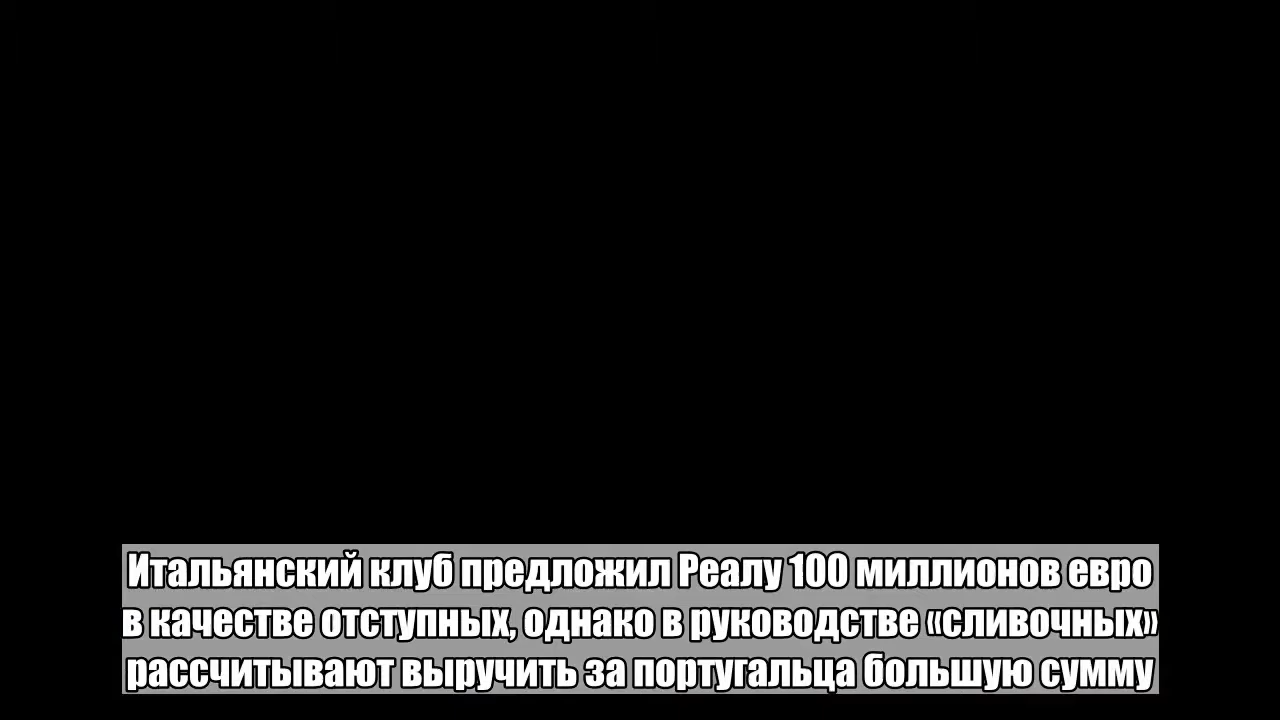 Итальянский клуб предложил Реалу 100 миллионов евро
в качестве отступных, однако в руководстве «сливочных»
рассчитывают выручить за португальца большую сумму